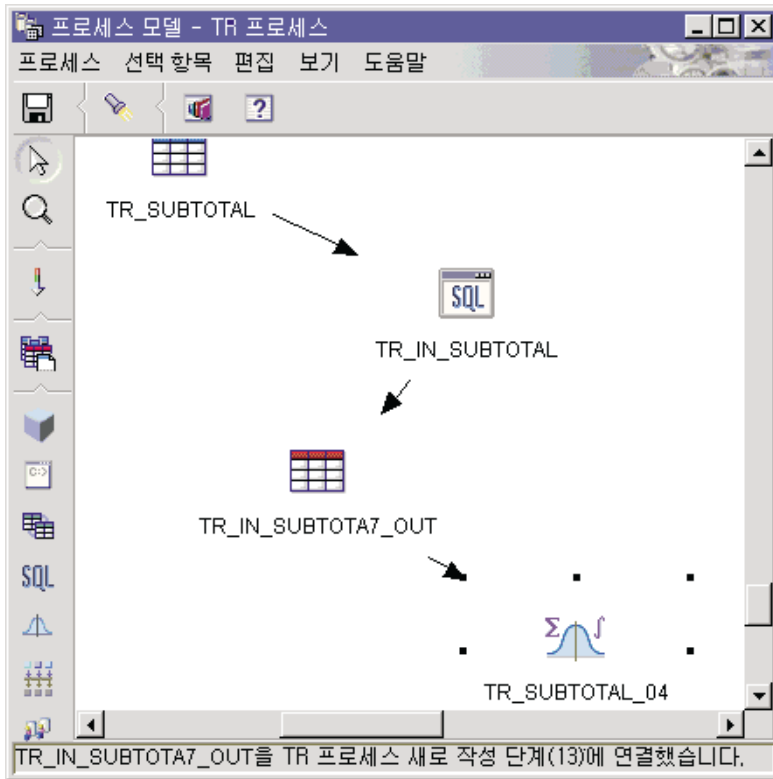 프로세스 모델 - TR 프로세스
프로세스 선택 항목 편집 보기 도움말
TR_SUBTOTAL
SQL
TR_IN_SUBTOTAL
TR_IN_SUBTOTA7_OUT
C:>
SQL
Σ ∫
TR_SUBTOTAL_04
TR_IN_SUBTOTA7_OUT을 TR 프로세스 새로 작성 단계(13)에 연결했습니다.